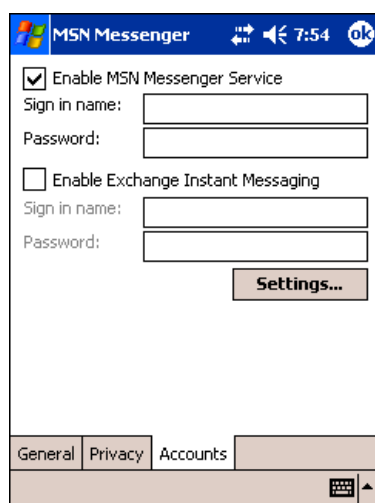 MSN Messenger 7:54 ok
Enable MSN Messenger Service
Sign in name:
Password:
Enable Exchange Instant Messaging
Sign in name:
Password:
Settings...
General Privacy Accounts